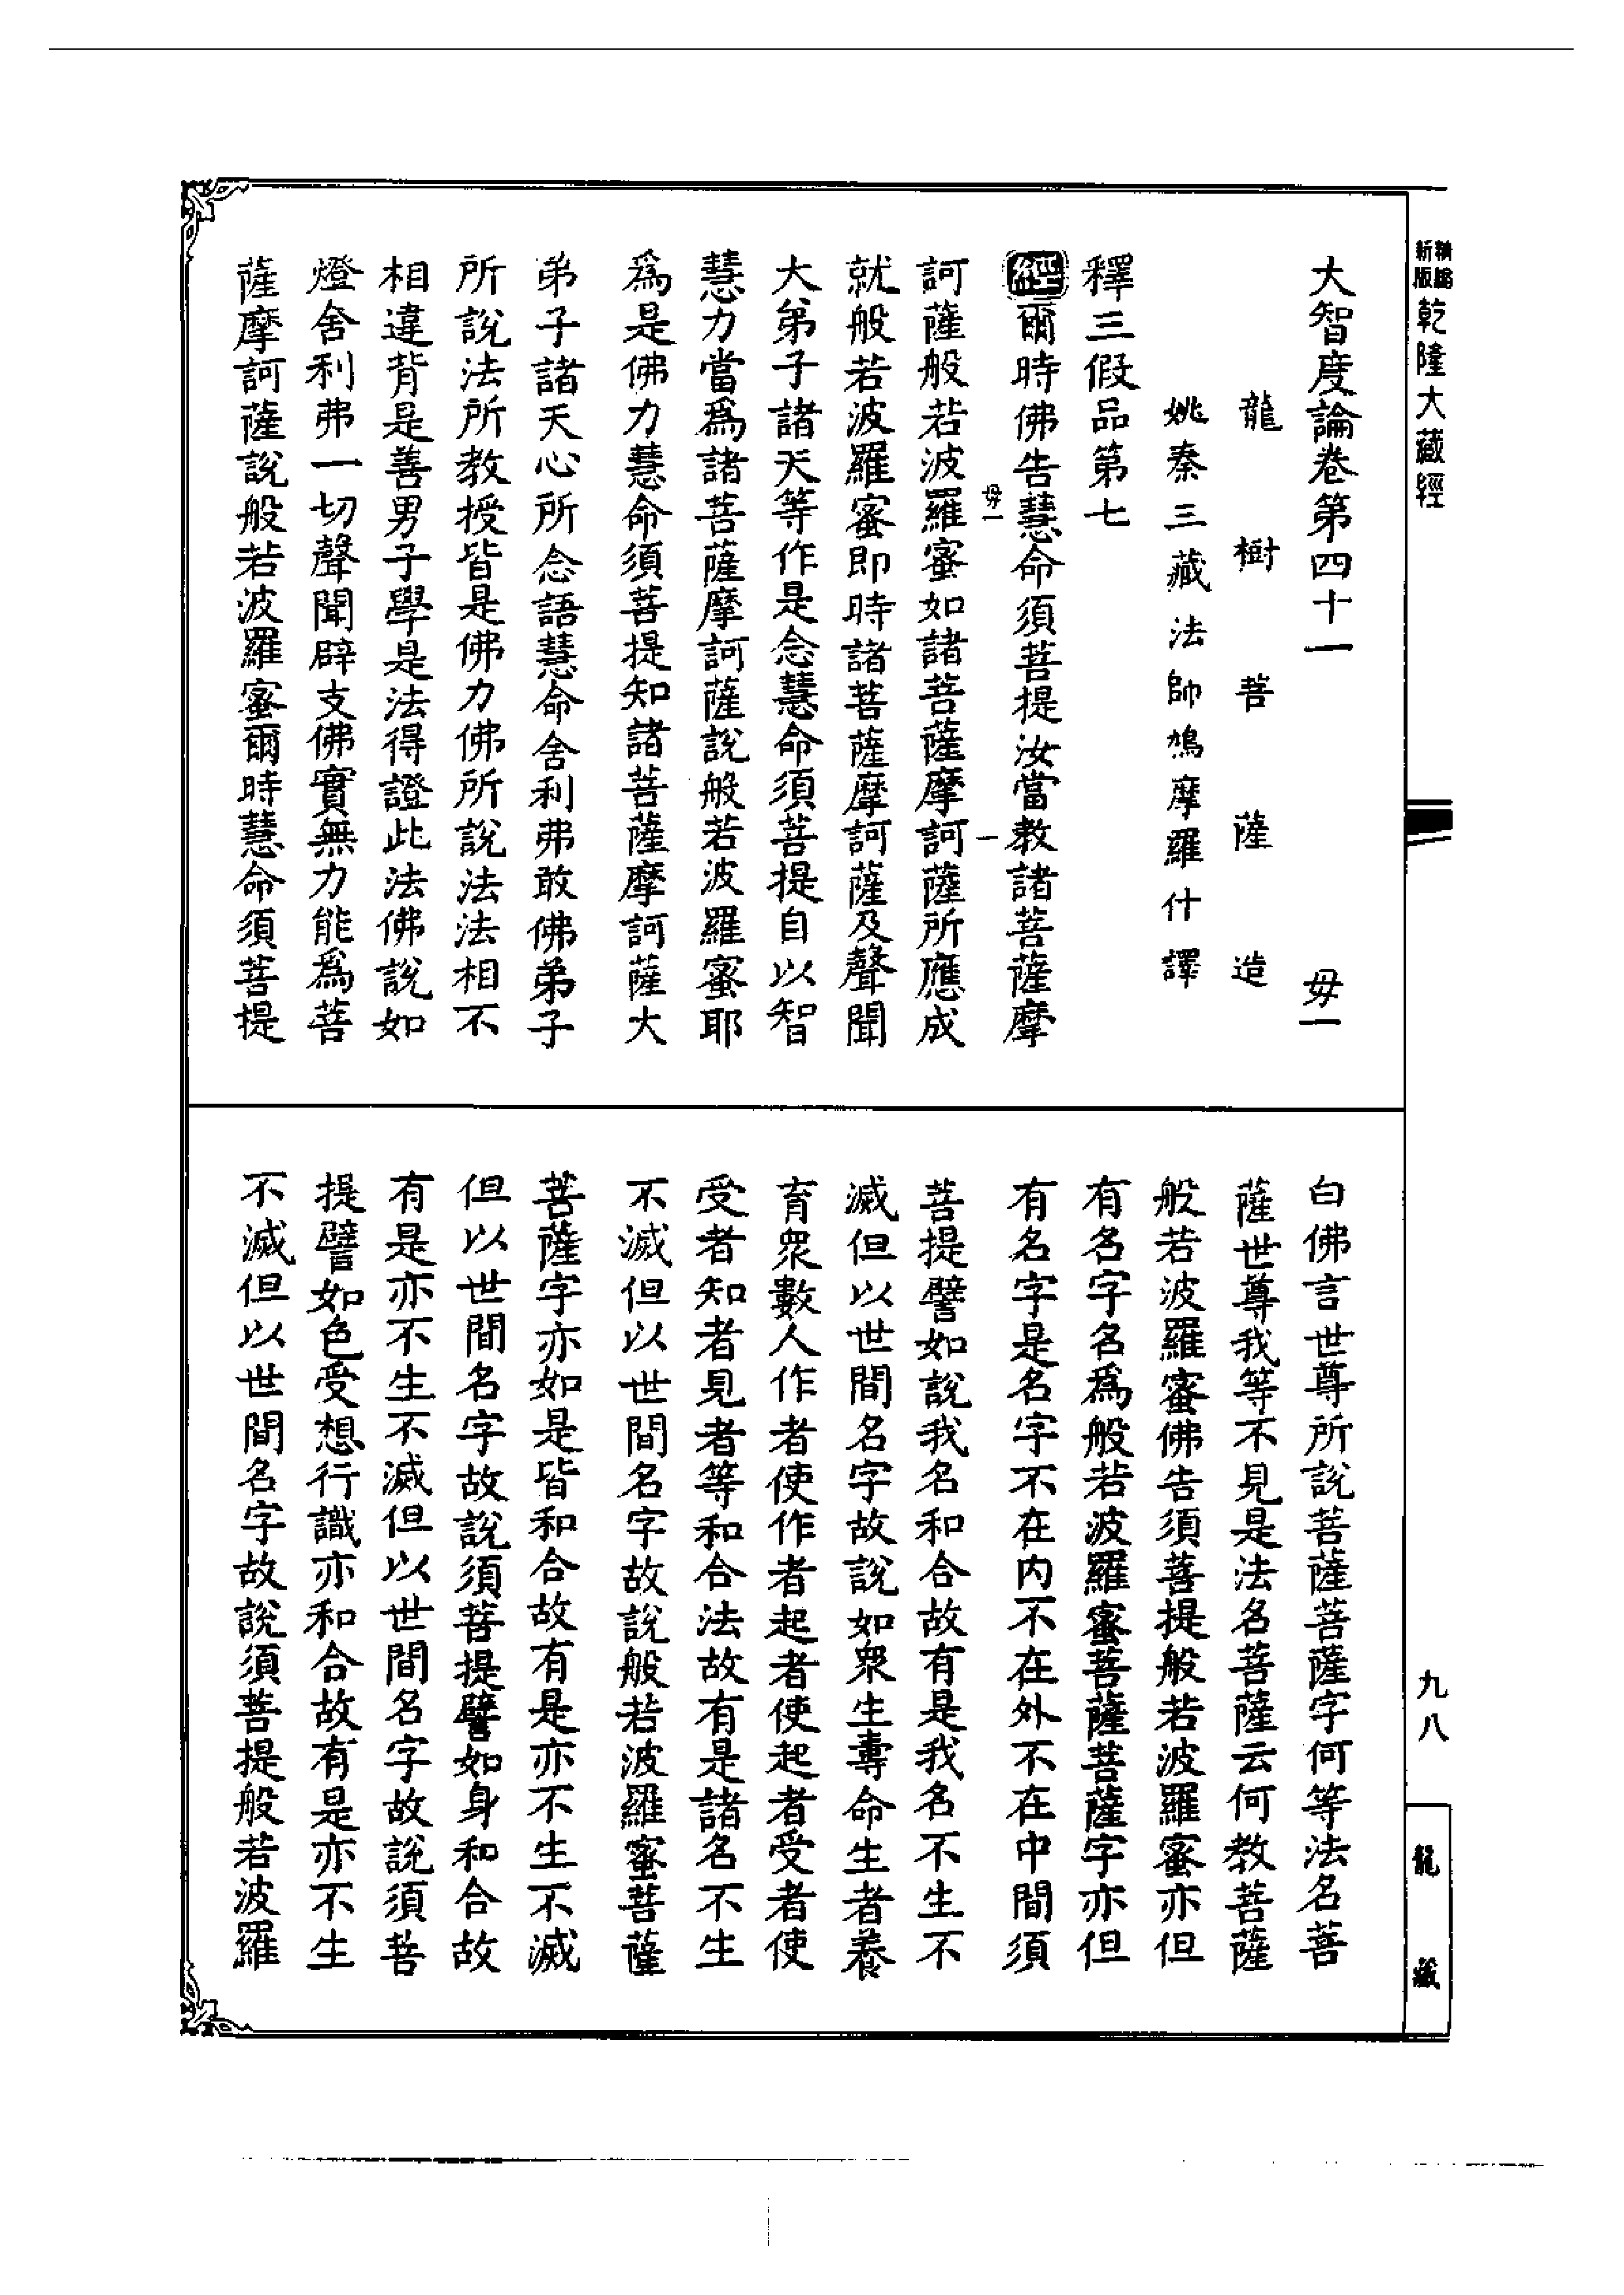 精編
新版
乾隆大藏經
九八
龍藏
大智度論卷第四十一 毋一
龍樹菩薩造
姚秦三藏法師鳩摩羅什譯
釋三假品第七
經爾時佛告慧命須菩提汝當教諸菩薩摩
毋一
一
訶薩般若波羅蜜如諸菩薩摩訶薩所應成
就般若波羅蜜即時諸菩薩摩訶薩及聲聞
大弟子諸天等作是念慧命須菩提自以智
慧力當爲諸菩薩摩訶薩說般若波羅蜜耶
爲是佛力慧命須菩提知諸菩薩摩訶薩大
弟子諸天心所念語慧命舍利弗敢佛弟子
所說法所教授皆是佛力佛所說法法相不
相違背是善男子學是法得證此法佛說如
燈舍利弗一切聲聞辟支佛實無力能爲菩
薩摩訶薩說般若波羅蜜爾時慧命須菩提
白佛言世尊所說菩薩菩薩字何等法名菩
薩世尊我等不見是法名菩薩云何教菩薩
般若波羅蜜佛告須菩提般若波羅蜜亦但
有名字名爲般若波羅蜜菩薩菩薩字亦但
有名字是名字不在内不在外不在中間須
菩提譬如說我名和合故有是我名不生不
滅但以世間名字故說如衆生壽命生者養
育衆數人作者使作者起者使起者受者使
受者知者見者等和合法故有是諸名不生
不滅但以世間名字故說般若波羅蜜菩薩
菩薩字亦如是皆和合故有是亦不生不滅
但以世間名字故說須菩提譬如身和合故
有是亦不生不滅但以世間名字故說須菩
提譬如色受想行識亦和合故有是亦不生
不滅但以世間名字故說須菩提般若波羅